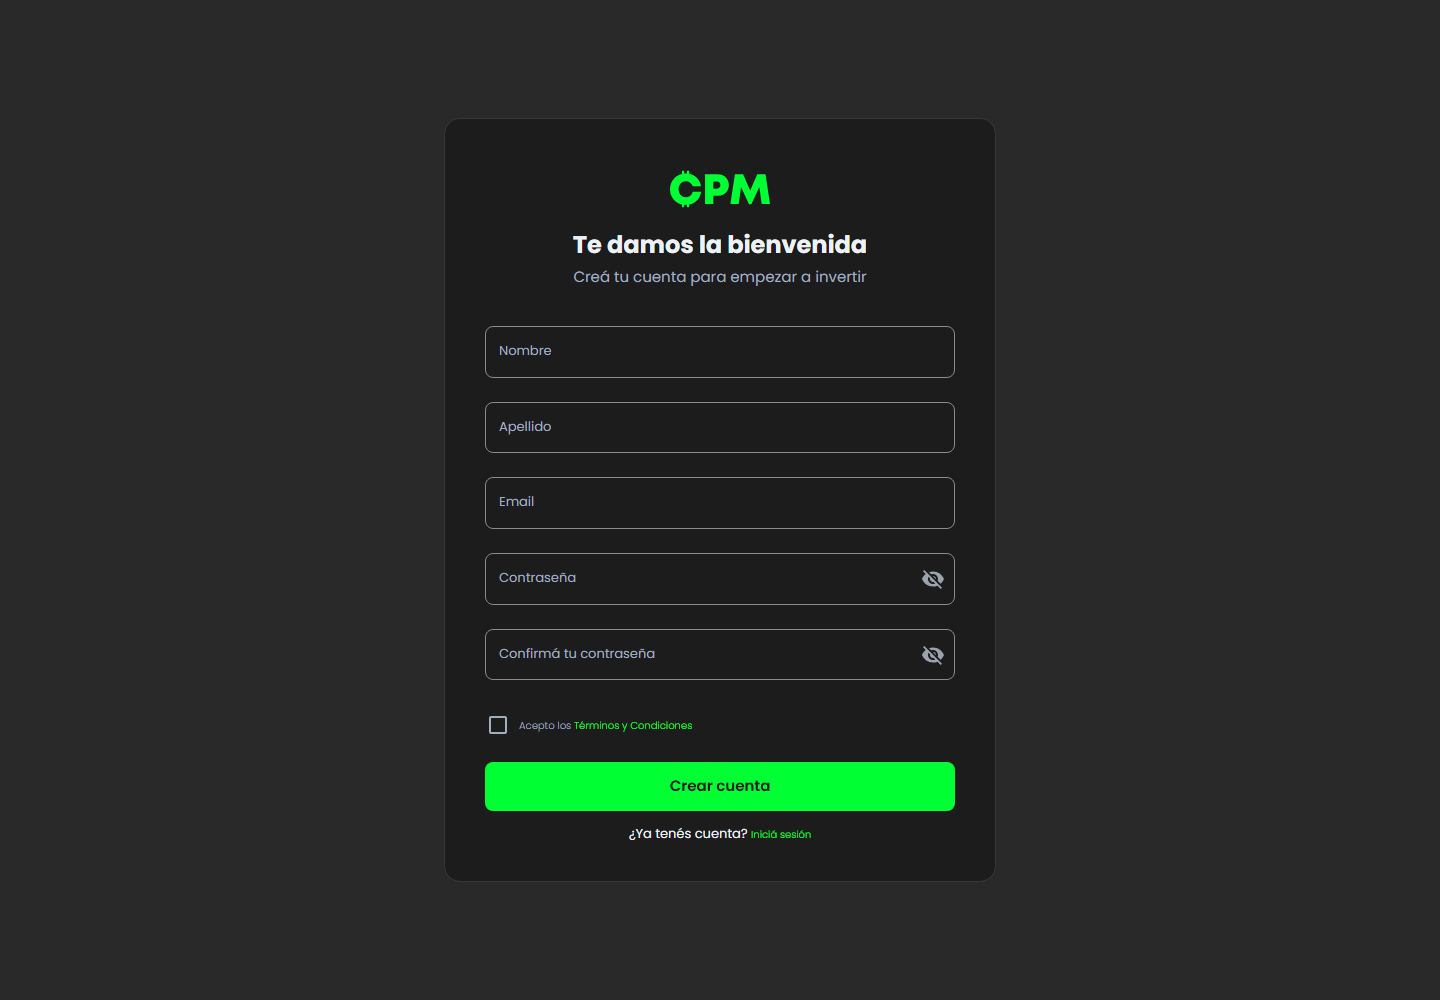 CPM
Te damos la bienvenida
Creá tu cuenta para empezar a invertir
Nombre
Apellido
Email
Contraseña
Confirmá tu contraseña
Acepto los Términos y Condiciones
Crear cuenta
¿Ya tenés cuenta? Iniciá sesión